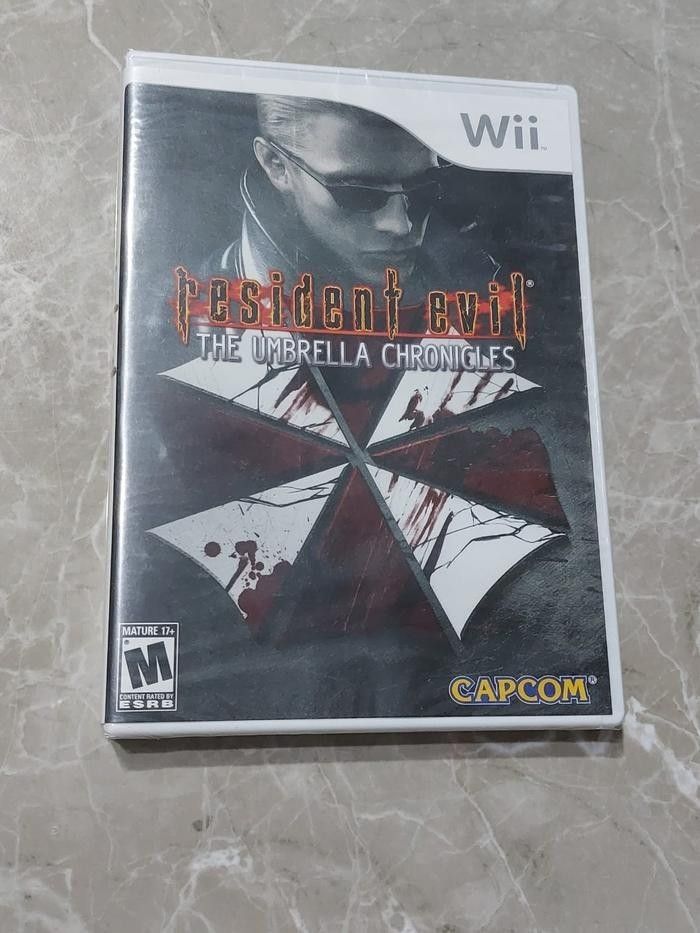 Wii
resident evil®
THE UMBRELLA CHRONICLES
MATURE 17+
M
CONTENT RATED BY
ESRB
CAPCOM®